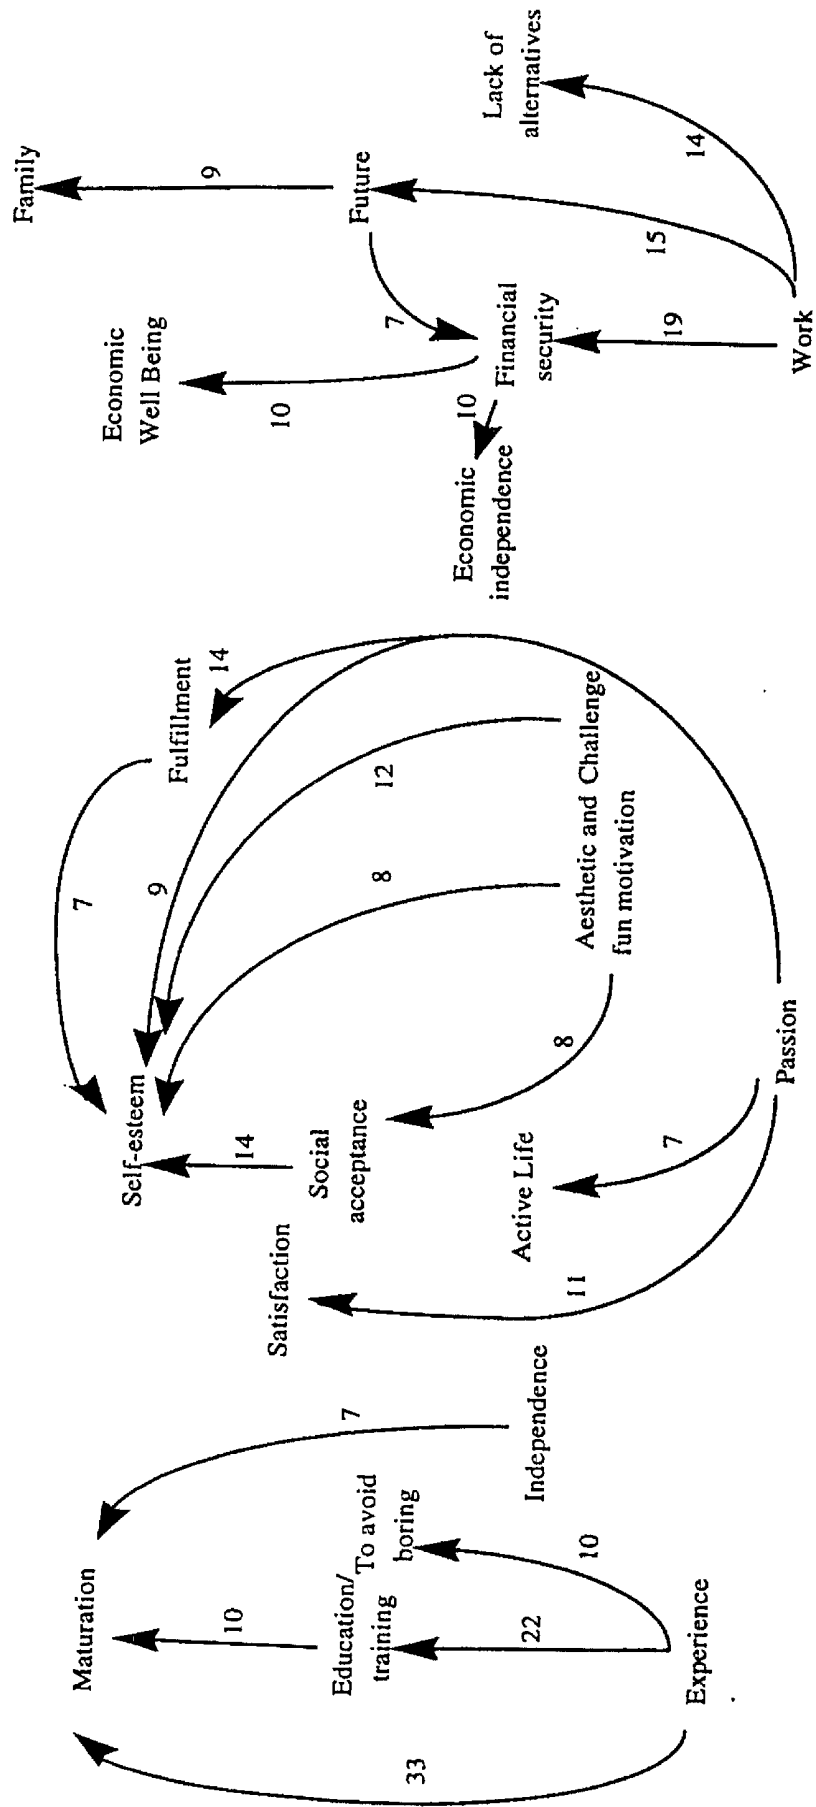 Maturation
33
10
7
Education/
training
To avoid
boring
22
10
Independence
Experience
7
Self-esteem
9
Fulfillment
14
14
8
12
Social
acceptance
Satisfaction
8
Active Life
Aesthetic and Challenge
fun motivation
11
7
Passion
Family
9
Economic
Well Being
10
Future
7
10
Economic
independence
Financial
security
Lack of
alternatives
19
15
14
Work